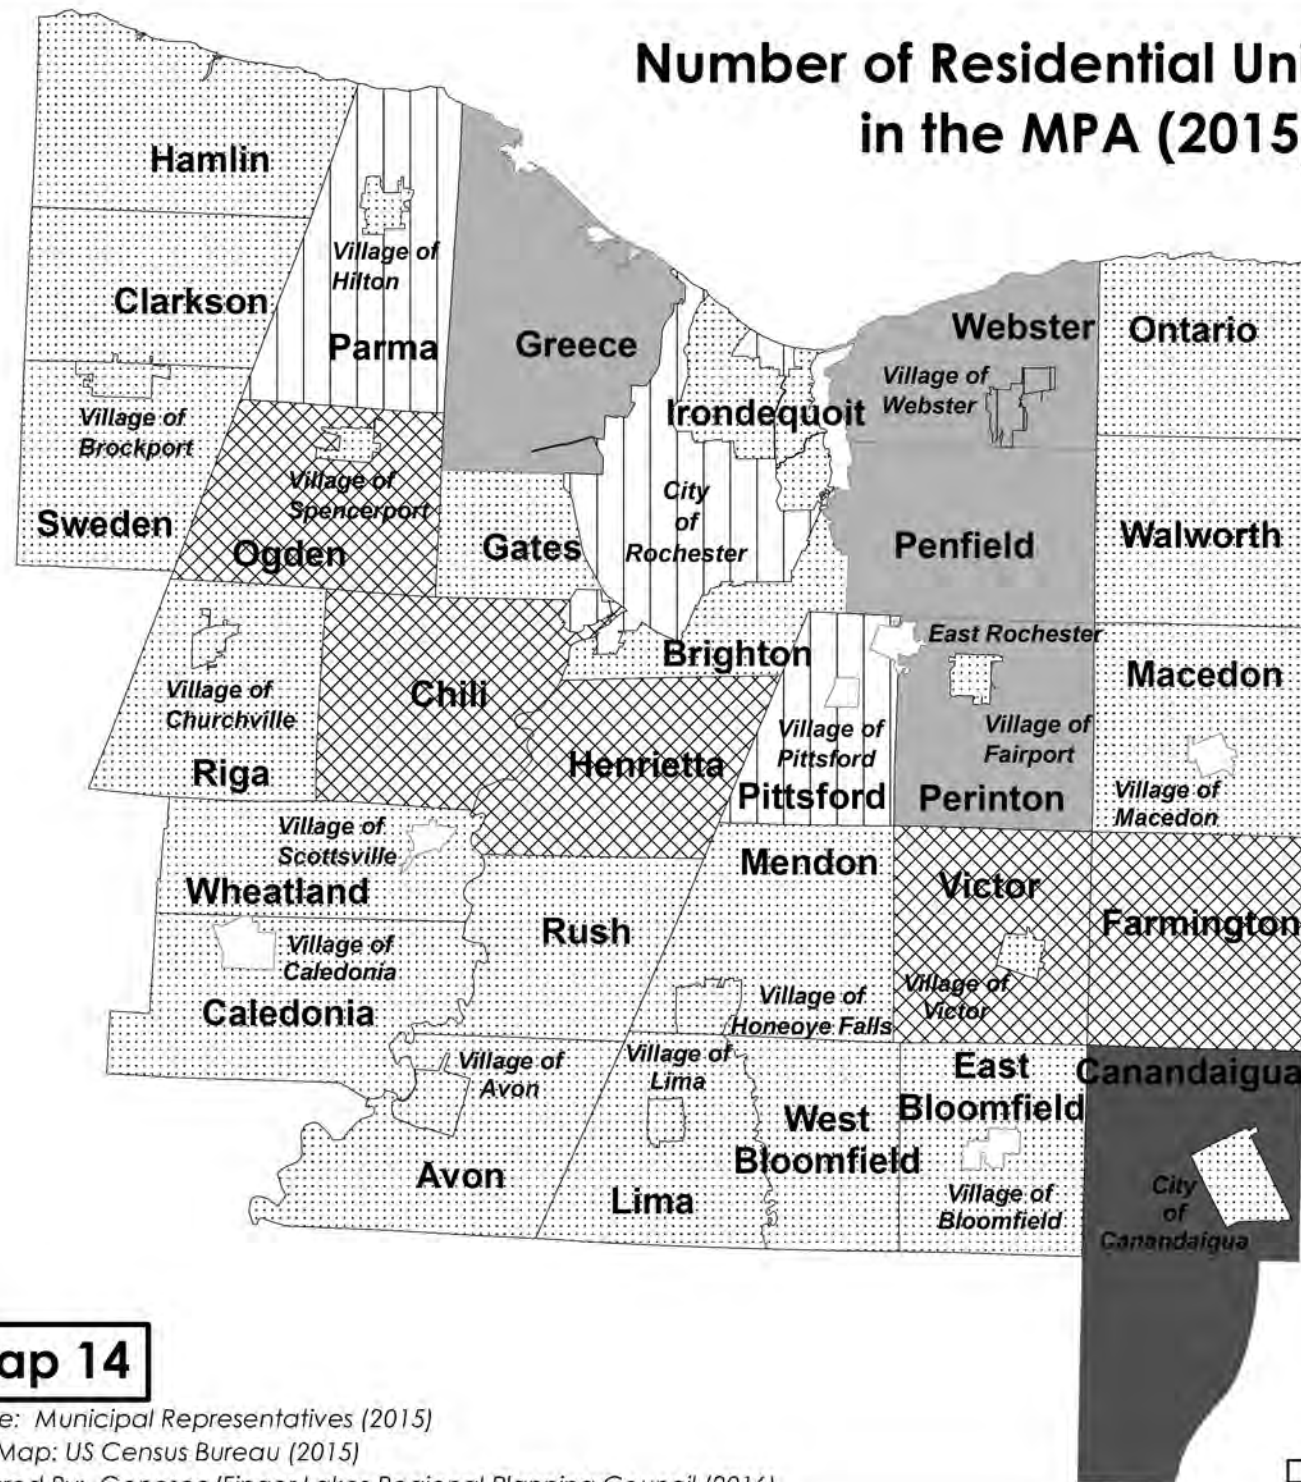 Number of Residential Uni
in the MPA (2015
Hamlin
Village of
Hilton
Clarkson
Parma
Greece
Webster
Ontario
Village of
Webster
Irondequoit
Village of
Brockport
Village of
Spencerport
City
of
Rochester
Sweden
Ogden
Gates
Penfield
Walworth
East Rochester
Brighton
Macedon
Village of
Churchville
Chili
Village of
Pittsford
Village of
Fairport
Riga
Henrietta
Pittsford
Perinton
Village of
Macedon
Village of
Scottsville
Mendon
Wheatland
Victor
Rush
Farmington
Village of
Caledonia
Village of
Victor
Village of
Honeoye Falls
Caledonia
Village of
Avon
Village of
Lima
East
Bloomfield
Canandaigua
West
Bloomfield
Avon
Lima
Village of
Bloomfield
City
of
Canandaigua
ap 14
e: Municipal Representatives (2015)
Map: US Census Bureau (2015)